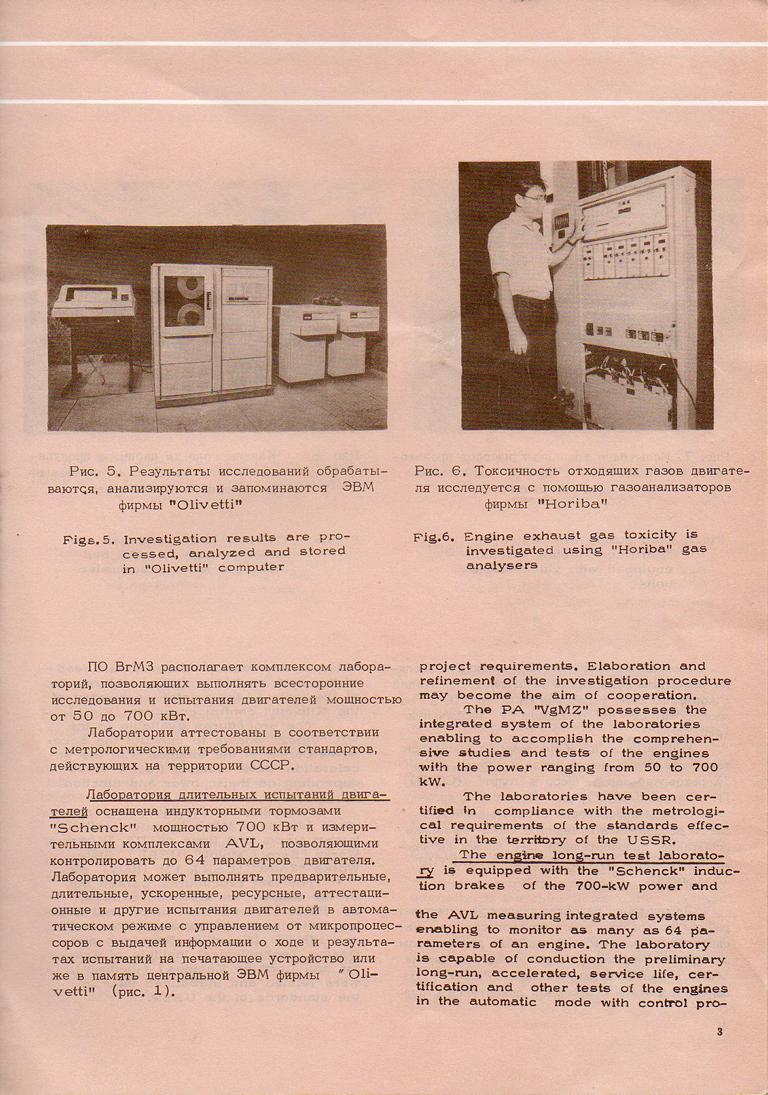 Рис. 5. Результаты исследований обрабаты-
ваются, анализируются и запоминаются ЭВМ
фирмы "Olivetti"
Figs. 5. Investigation results are pro-
cessed, analyzed and stored
in "Olivetti" computer
Рис. 6. Токсичность отходящих газов двигате-
ля исследуется с помощью газоанализаторов
фирмы "Horiba"
Fig.6. Engine exhaust gas toxicity is
investigated using "Horiba" gas
analysers
ПО ВгМЗ располагает комплексом лабора-
торий, позволяющих выполнять всесторонние
исследования и испытания двигателей мощностью
от 50 до 700 кВт.
Лаборатории аттестованы в соответствии
с метрологическими требованиями стандартов,
действующих на территории СССР.
Лаборатория длительных испытаний двига-
телей оснащена индукторными тормозами
"Schenck" мощностью 700 кВт и измери-
тельными комплексами AVL, позволяющими
контролировать до 64 параметров двигателя.
Лаборатория может выполнять предварительные,
длительные, ускоренные, ресурсные, аттестаци-
онные и другие испытания двигателей в автома-
тическом режиме с управлением от микропроцес-
соров с выдачей информации о ходе и результа-
тах испытаний на печатающее устройство или
же в память центральной ЭВМ фирмы " Oli-
vetti" (рис. 1).
project requirements. Elaboration and
refinement of the investigation procedure
may become the aim of cooperation.
The PA "VgMZ" possesses the
integrated system of the laboratories
enabling to accomplish the comprehen-
sive studies and tests of the engines
with the power ranging from 50 to 700
kW.
The laboratories have been cer-
tified in compliance with the metrologi-
cal requirements of the standards effec-
tive in the territory of the USSR.
The engine long-run test laborato-
ry is equipped with the "Schenck" induc-
tion brakes of the 700-kW power and
the AVL measuring integrated systems
enabling to monitor as many as 64 pa-
rameters of an engine. The laboratory
is capable of conduction the preliminary
long-run, accelerated, service life, cer-
tification and other tests of the engines
in the automatic mode with control pro-
3